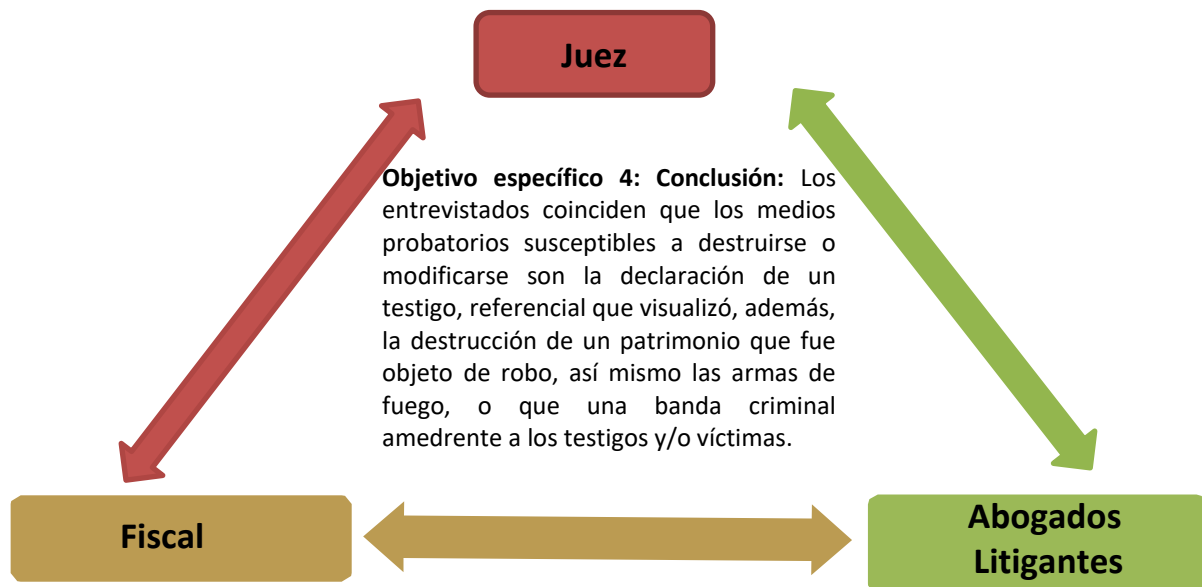 Juez
Objetivo específico 4: Conclusión: Los
entrevistados coinciden que los medios
probatorios susceptibles a destruirse o
modificarse son la declaración de un
testigo, referencial que visualizó, además,
la destrucción de un patrimonio que fue
objeto de robo, así mismo las armas de
fuego, o que una banda criminal
amedrente a los testigos y/o víctimas.
Fiscal
Abogados
Litigantes